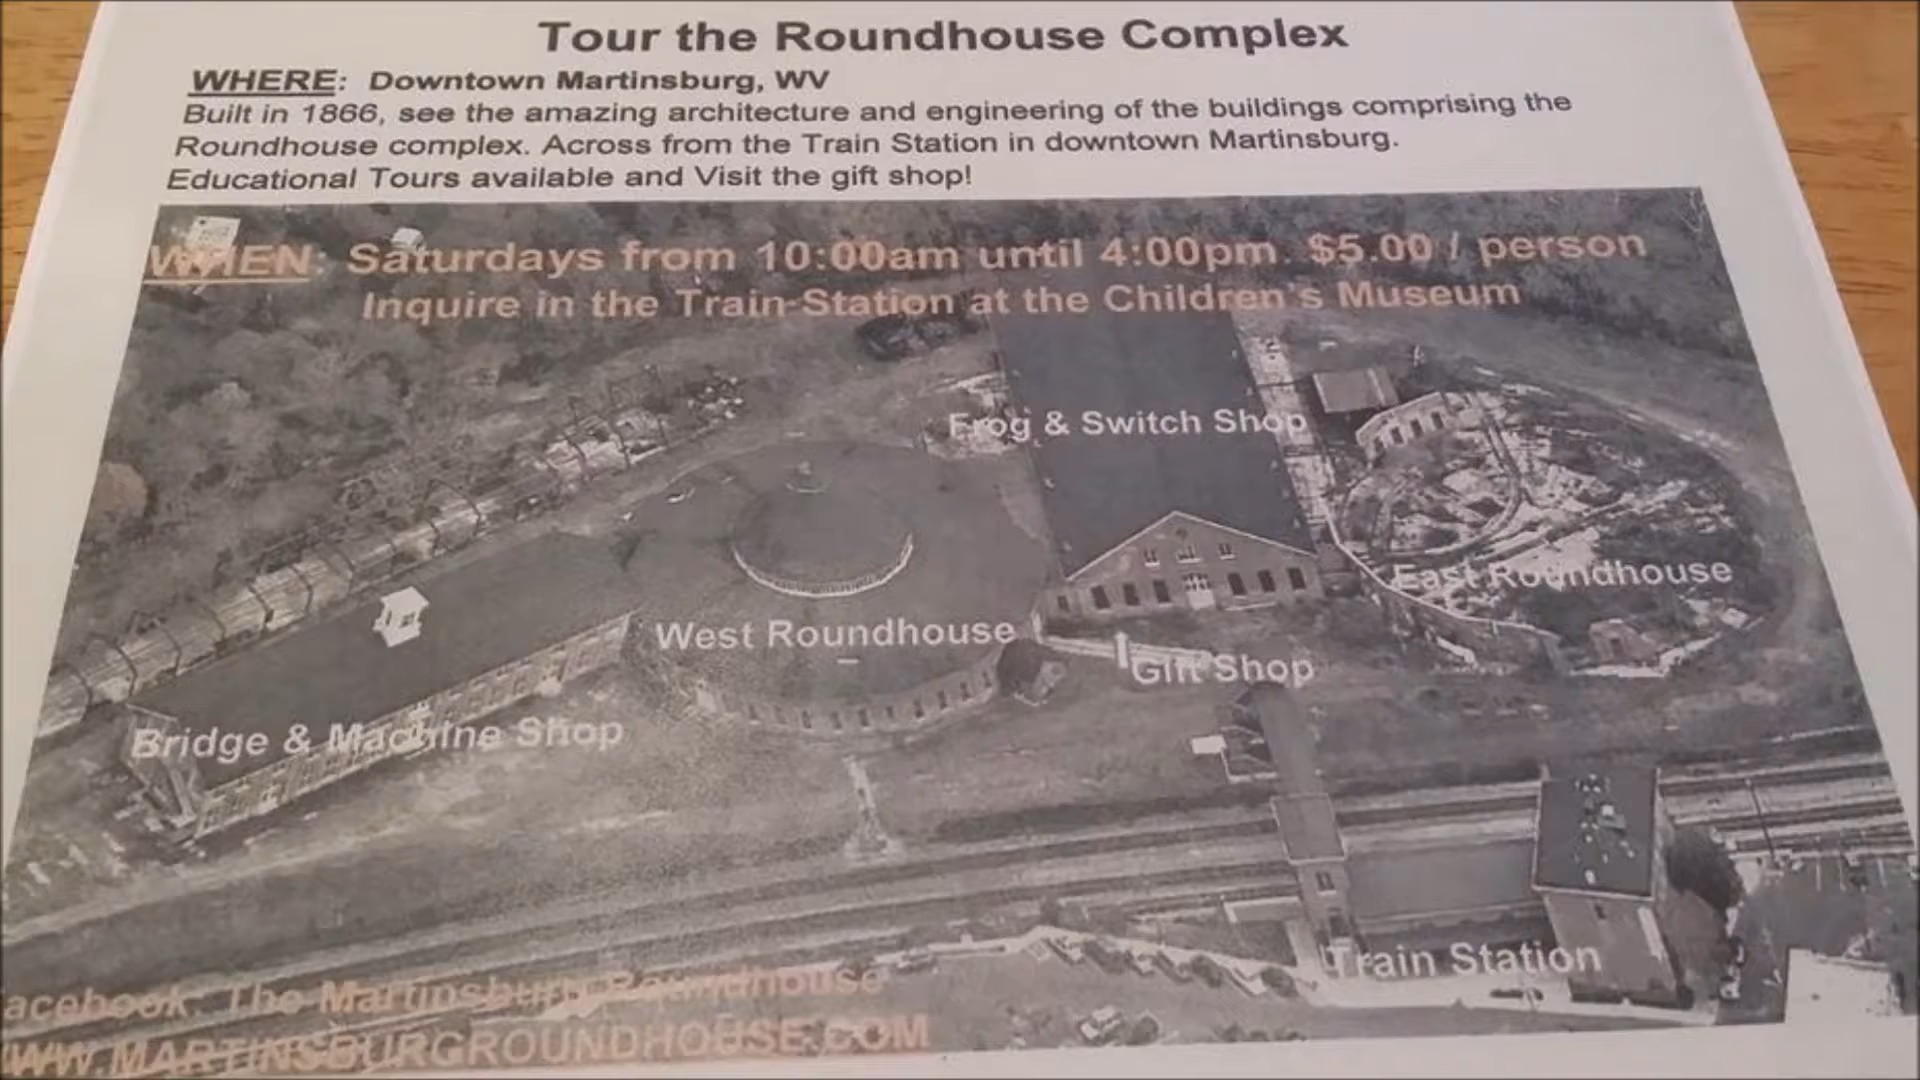 Tour the Roundhouse Complex
WHERE: Downtown Martinsburg, WV
Built in 1866, see the amazing architecture and engineering of the buildings comprising the
Roundhouse complex. Across from the Train Station in downtown Martinsburg.
Educational Tours available and Visit the gift shop!
WHEN: Saturdays from 10:00am until 4:00pm. $5.00 / person
Inquire in the Train Station at the Children's Museum
Frog & Switch Shop
East Roundhouse
West Roundhouse
Gift Shop
Bridge & Machine Shop
Train Station
acebook: The Martinsburg Roundhouse
WWW.MARTINSBURGROUNDHOUSE.COM